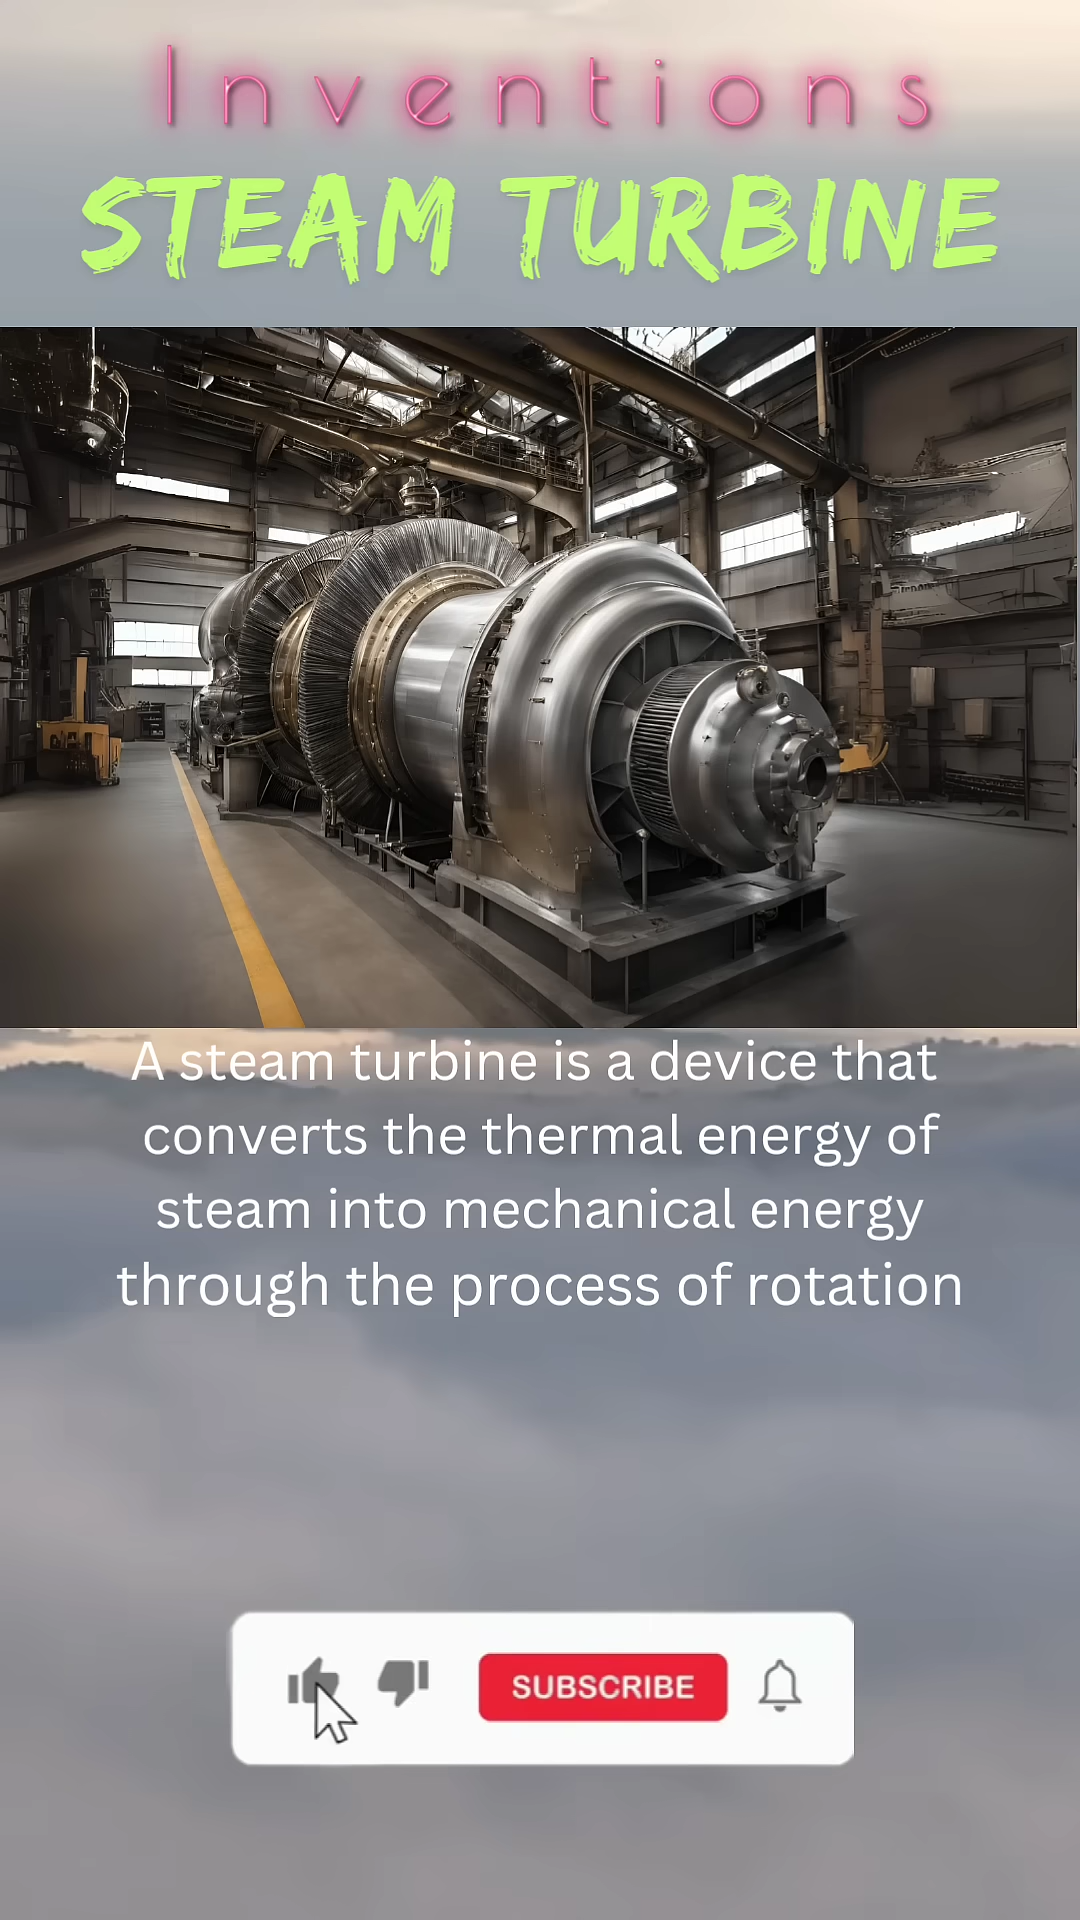 Inventions
STEAM TURBINE
A steam turbine is a device that
converts the thermal energy of
steam into mechanical energy
through the process of rotation
SUBSCRIBE